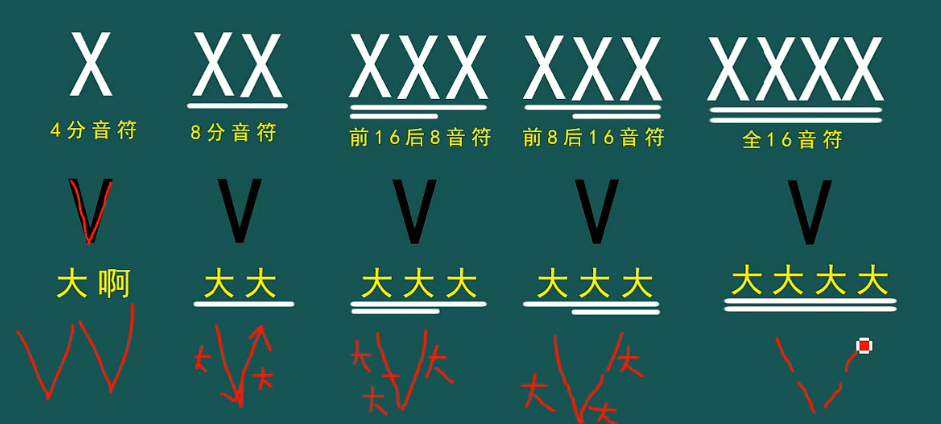 X XX XXX XXX XXXX
4分音符 8分音符 前16后8音符 前8后16音符 全16音符
V V V V V
大啊 大大 大大大 大大大 大大大大
大 大 大 大 大 大 大 大